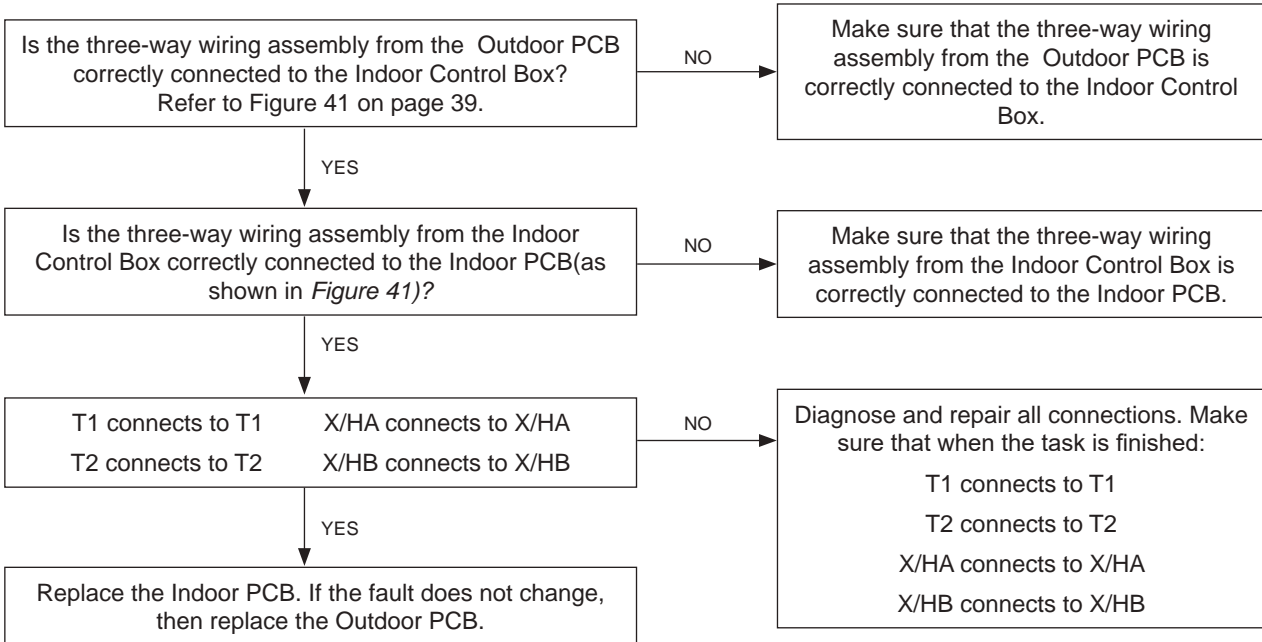 Is the three-way wiring assembly from the Outdoor PCB
correctly connected to the Indoor Control Box?
Refer to Figure 41 on page 39.
NO
Make sure that the three-way wiring
assembly from the Outdoor PCB is
correctly connected to the Indoor Control
Box.
YES
Is the three-way wiring assembly from the Indoor
Control Box correctly connected to the Indoor PCB(as
shown in Figure 41)?
NO
Make sure that the three-way wiring
assembly from the Indoor Control Box is
correctly connected to the Indoor PCB.
YES
T1 connects to T1 X/HA connects to X/HA
T2 connects to T2 X/HB connects to X/HB
NO
Diagnose and repair all connections. Make
sure that when the task is finished:
T1 connects to T1
T2 connects to T2
X/HA connects to X/HA
X/HB connects to X/HB
YES
Replace the Indoor PCB. If the fault does not change,
then replace the Outdoor PCB.